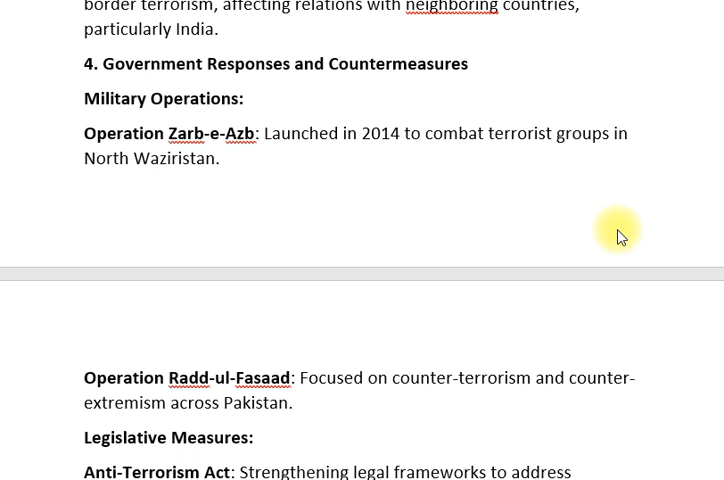 border terrorism, affecting relations with neighboring countries,
particularly India.
4. Government Responses and Countermeasures
Military Operations:
Operation Zarb-e-Azb: Launched in 2014 to combat terrorist groups in
North Waziristan.
Operation Radd-ul-Fasaad: Focused on counter-terrorism and counter-
extremism across Pakistan.
Legislative Measures:
Anti-Terrorism Act: Strengthening legal frameworks to address